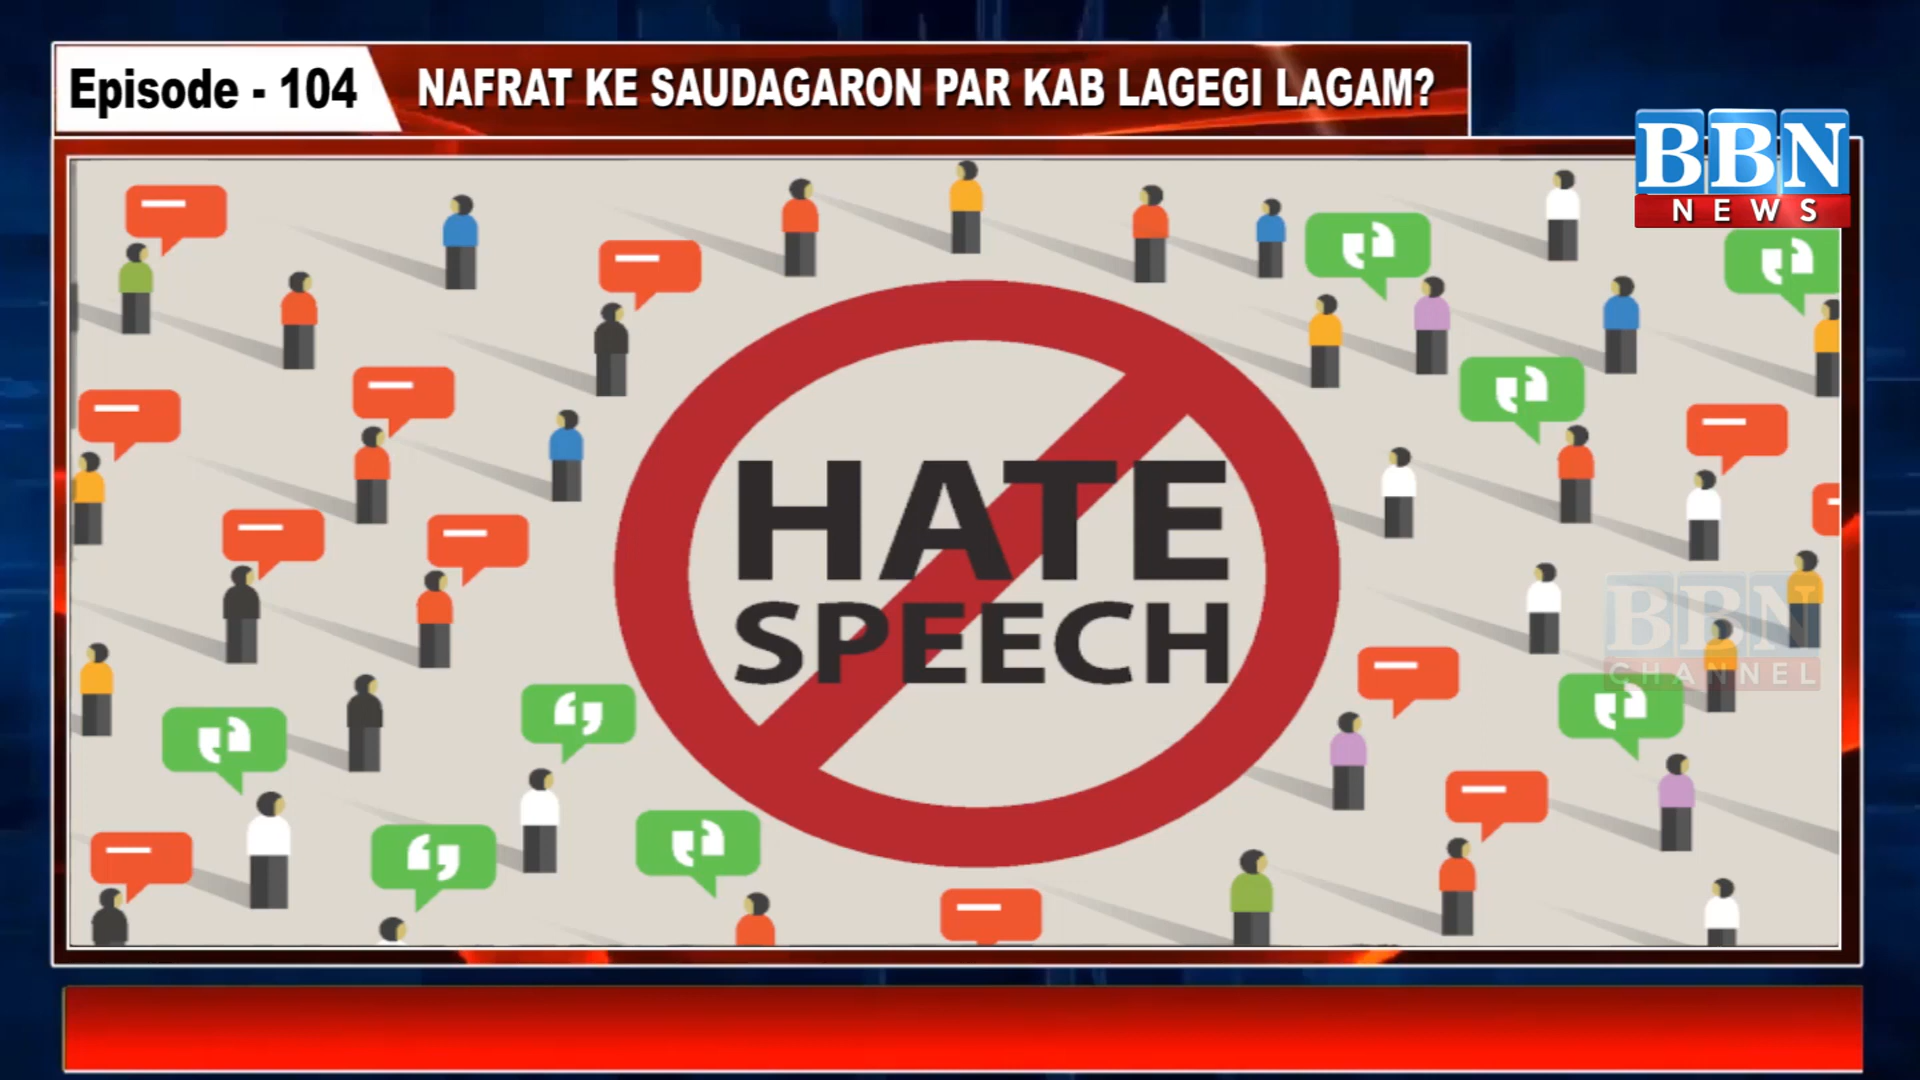 Episode - 104
NAFRAT KE SAUDAGARON PAR KAB LAGEGI LAGAM?
BBN
NEWS
HATE
SPEECH
BBN
CHANNEL